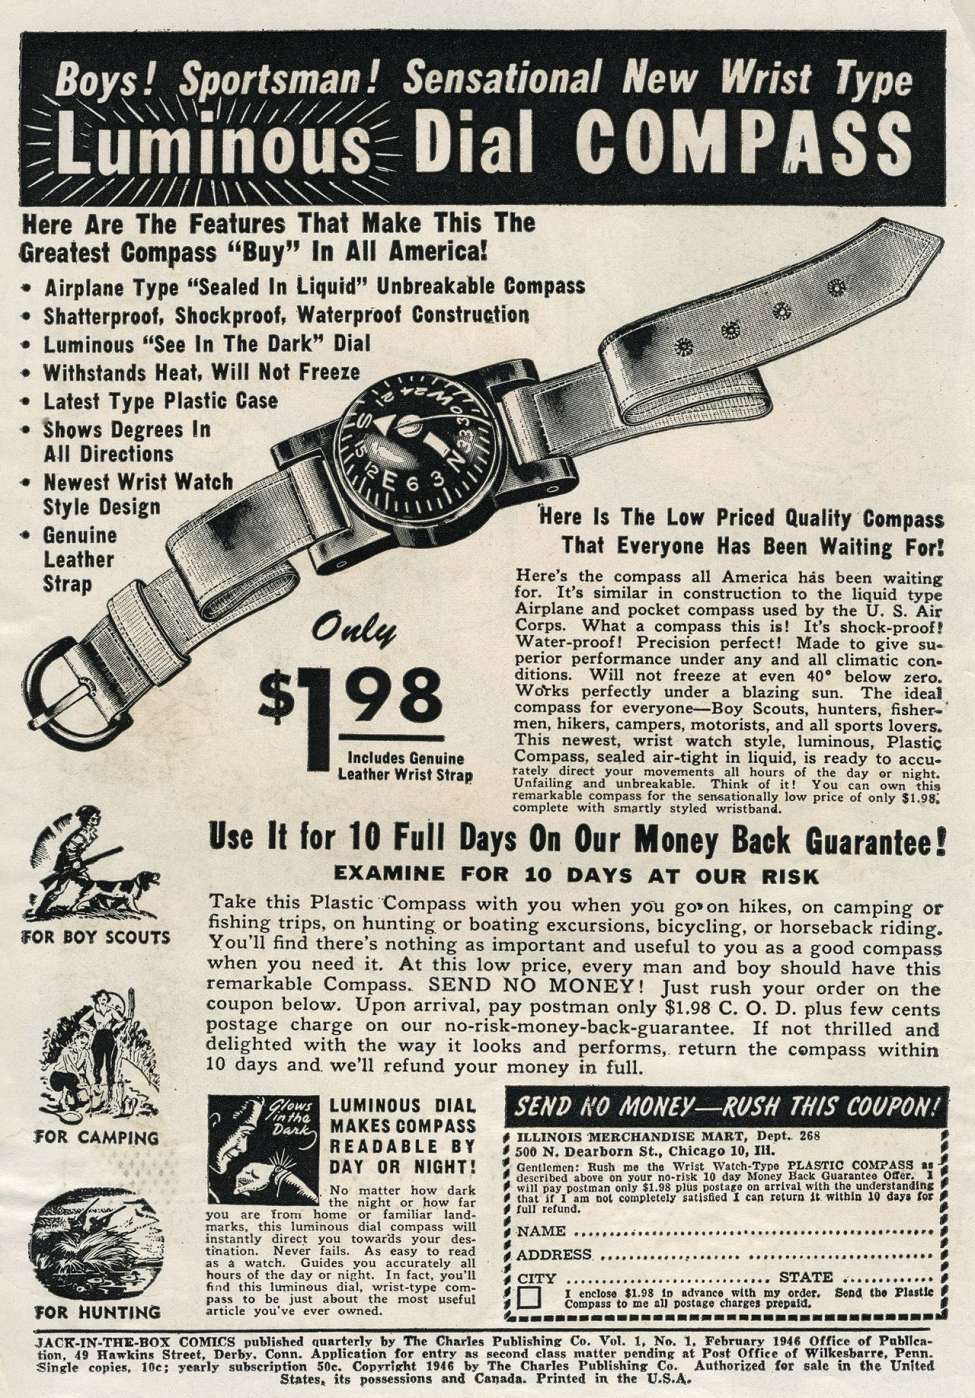 Boys! Sportsman! Sensational New Wrist Type
Luminous Dial COMPASS
Here Are The Features That Make This The
Greatest Compass "Buy" In All America!
• Airplane Type "Sealed In Liquid" Unbreakable Compass
• Shatterproof, Shockproof, Waterproof Construction
• Luminous "See In The Dark" Dial
• Withstands Heat, Will Not Freeze
• Latest Type Plastic Case
• Shows Degrees In
All Directions
• Newest Wrist Watch
Style Design
• Genuine
Leather
Strap
S 21 24 W 30 33 N 3 6 E 12 15
Only
$1.98
Includes Genuine
Leather Wrist Strap
Here Is The Low Priced Quality Compass
That Everyone Has Been Waiting For!
Here's the compass all America has been waiting
for. It's similar in construction to the liquid type
Airplane and pocket compass used by the U. S. Air
Corps. What a compass this is! It's shock-proof!
Water-proof! Precision perfect! Made to give su-
perior performance under any and all climatic con-
ditions. Will not freeze at even 40° below zero.
Works perfectly under a blazing sun. The ideal
compass for everyone—Boy Scouts, hunters, fisher-
men, hikers, campers, motorists, and all sports lovers.
This newest, wrist watch style, luminous, Plastic
Compass, sealed air-tight in liquid, is ready to accu-
rately direct your movements all hours of the day or night.
Unfailing and unbreakable. Think of it! You can own this
remarkable compass for the sensationally low price of only $1.98,
complete with smartly styled wristband.
Use It for 10 Full Days On Our Money Back Guarantee!
EXAMINE FOR 10 DAYS AT OUR RISK
Take this Plastic Compass with you when you go on hikes, on camping or
fishing trips, on hunting or boating excursions, bicycling, or horseback riding.
You'll find there's nothing as important and useful to you as a good compass
when you need it. At this low price, every man and boy should have this
remarkable Compass. SEND NO MONEY! Just rush your order on the
coupon below. Upon arrival, pay postman only $1.98 C. O. D. plus few cents
postage charge on our no-risk-money-back-guarantee. If not thrilled and
delighted with the way it looks and performs, return the compass within
10 days and we'll refund your money in full.
FOR BOY SCOUTS
FOR CAMPING
FOR HUNTING
Glows
in the
Dark
LUMINOUS DIAL
MAKES COMPASS
READABLE BY
DAY OR NIGHT!
No matter how dark
the night or how far
you are from home or familiar land-
marks, this luminous dial compass will
instantly direct you towards your des-
tination. Never fails. As easy to read
as a watch. Guides you accurately all
hours of the day or night. In fact, you'll
find this luminous dial, wrist-type com-
pass to be just about the most useful
article you've ever owned.
SEND NO MONEY—RUSH THIS COUPON!
ILLINOIS MERCHANDISE MART, Dept. 268
500 N. Dearborn St., Chicago 10, Ill.
Gentlemen: Rush me the Wrist Watch-Type PLASTIC COMPASS as
described above on your no-risk 10 day Money Back Guarantee Offer. I
will pay postman only $1.98 plus postage on arrival with the understanding
that if I am not completely satisfied I can return it within 10 days for
full refund.
NAME
ADDRESS
CITY STATE
I enclose $1.98 in advance with my order. Send the Plastic
Compass to me all postage charges prepaid.
JACK-IN-THE-BOX COMICS published quarterly by The Charles Publishing Co. Vol. 1, No. 1, February 1946 Office of Publica-
tion, 49 Hawkins Street, Derby, Conn. Application for entry as second class matter pending at Post Office of Wilkesbarre, Penn.
Single copies, 10c; yearly subscription 50c. Copyright 1946 by The Charles Publishing Co. Authorized for sale in the United
States, its possessions and Canada. Printed in the U.S.A.